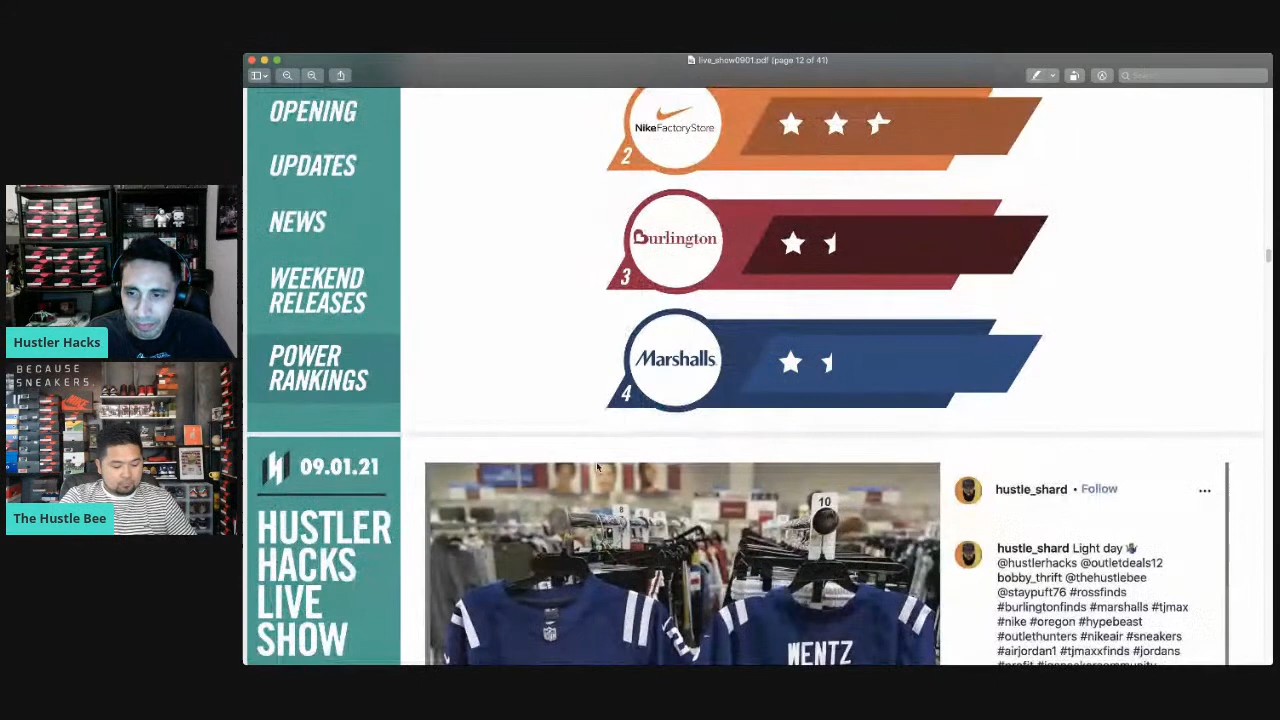 live_show0901.pdf (page 12 of 41)
Search
OPENING
UPDATES
NEWS
WEEKEND
RELEASES
POWER
RANKINGS
NikeFactoryStore
2
Burlington
3
Marshalls
4
BECAUSE
SNEAKERS.
Hustler Hacks
The Hustle Bee
09.01.21
HUSTLER
HACKS
LIVE
SHOW
8
10
WENTZ
hustle_shard • Follow
hustle_shard Light day
@hustlerhacks @outletdeals12
bobby_thrift @thehustlebee
@staypuft76 #rossfinds
#burlingtonfinds #marshalls #tjmax
#nike #oregon #hypebeast
#outlethunters #nikeair #sneakers
#airjordan1 #tjmaxxfinds #jordans